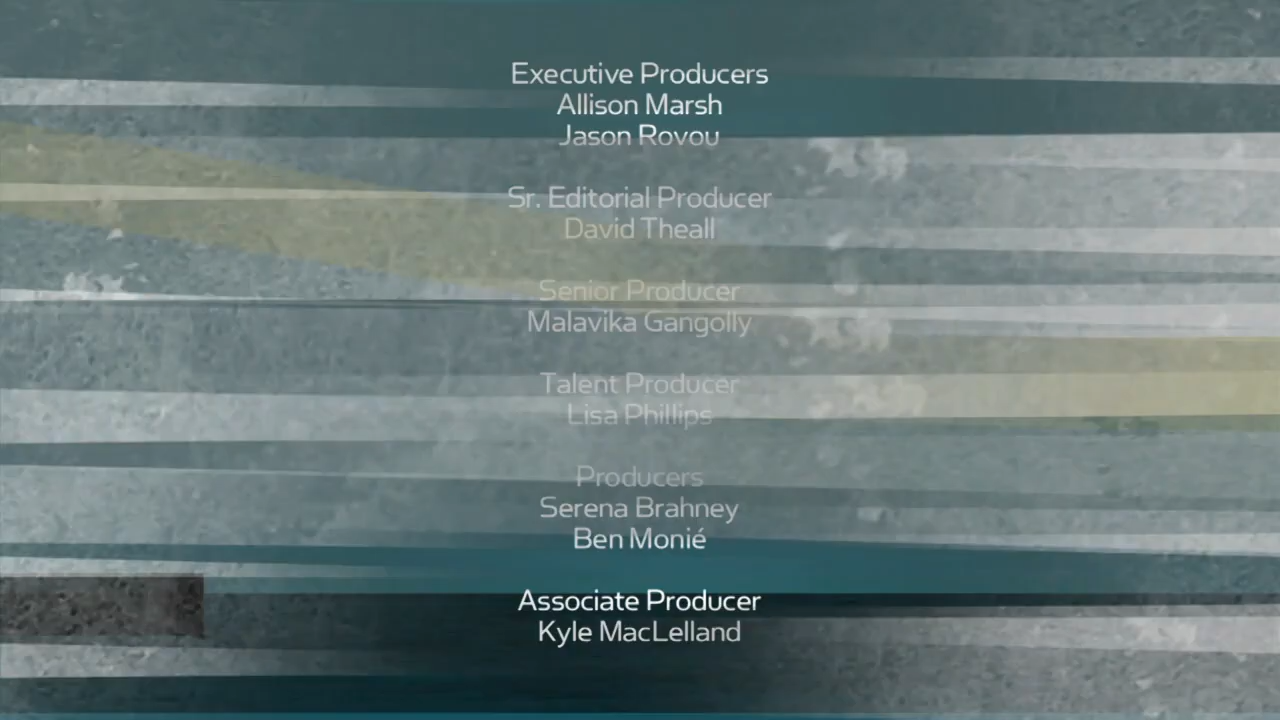 Executive Producers
Allison Marsh
Jason Rovou
Sr. Editorial Producer
David Theall
Senior Producer
Malavika Gangolly
Talent Producer
Lisa Phillips
Producers
Serena Brahney
Ben Monié
Associate Producer
Kyle MacLelland